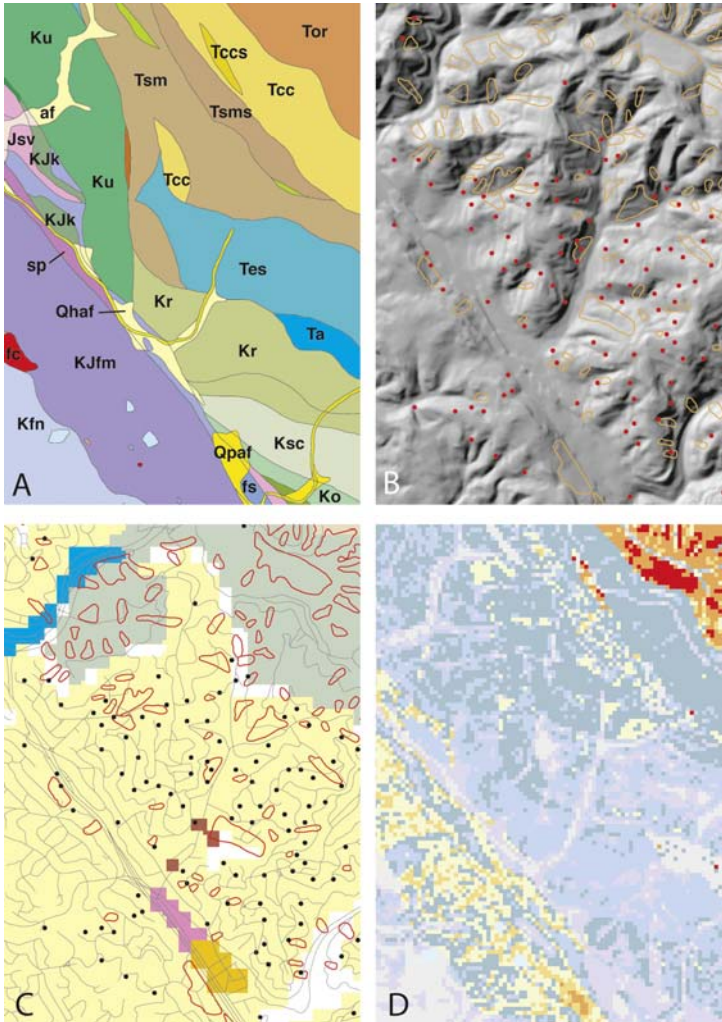 Ku
Tsm
Tccs
Tor
Tcc
Tsms
af
Jsv
KJk
Ku
Tcc
KJk
Tes
sp
Kr
Qhaf
Ta
Kr
fc
KJfm
Ksc
Kfn
Qpaf
fs
Ko
A
B
C
D